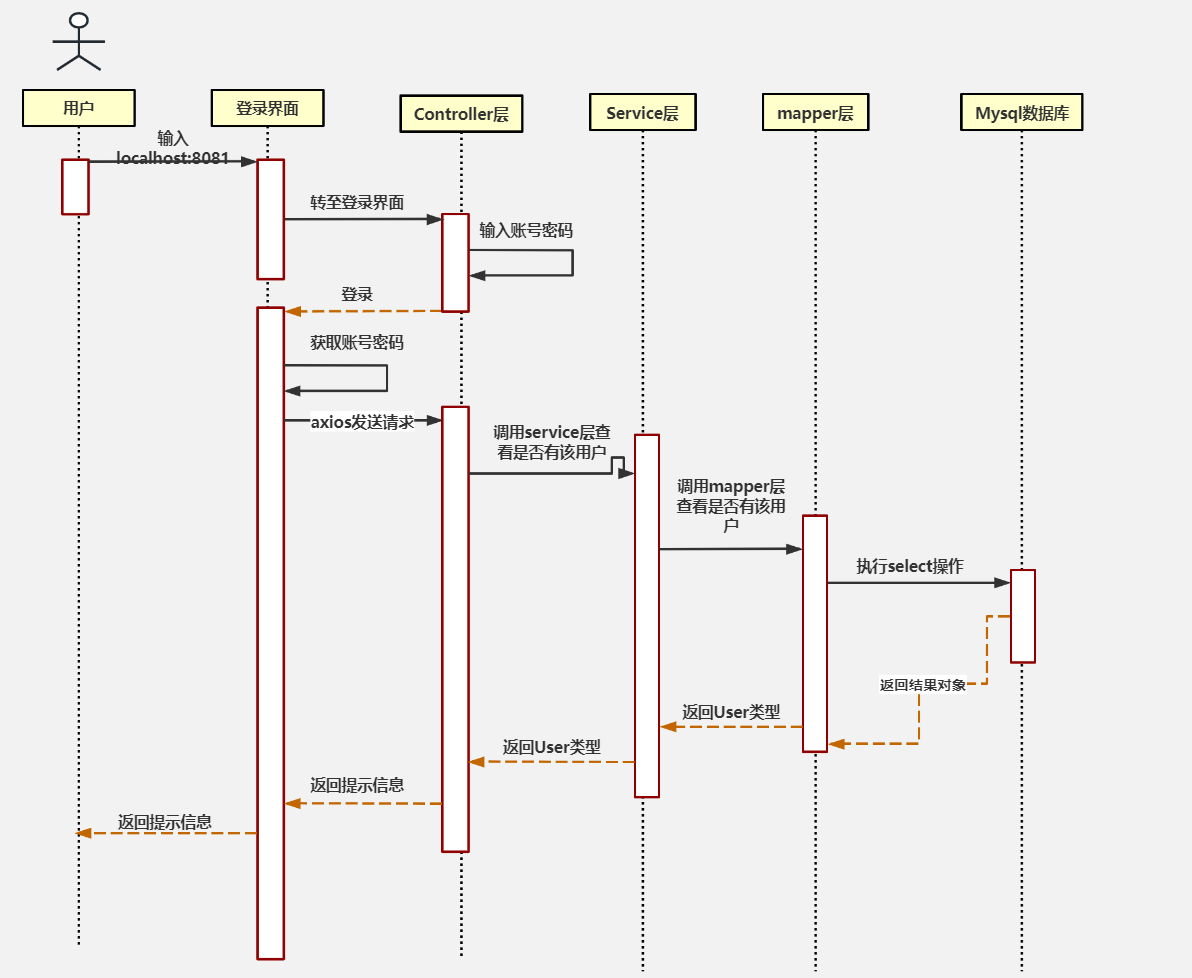 用户
登录界面
Controller层
Service层
mapper层
Mysql数据库
输入
localhost:8081
转至登录界面
输入账号密码
登录
获取账号密码
axios发送请求
调用service层查
看是否有该用户
调用mapper层
查看是否有该用
户
执行select操作
返回结果对象
返回User类型
返回User类型
返回提示信息
返回提示信息